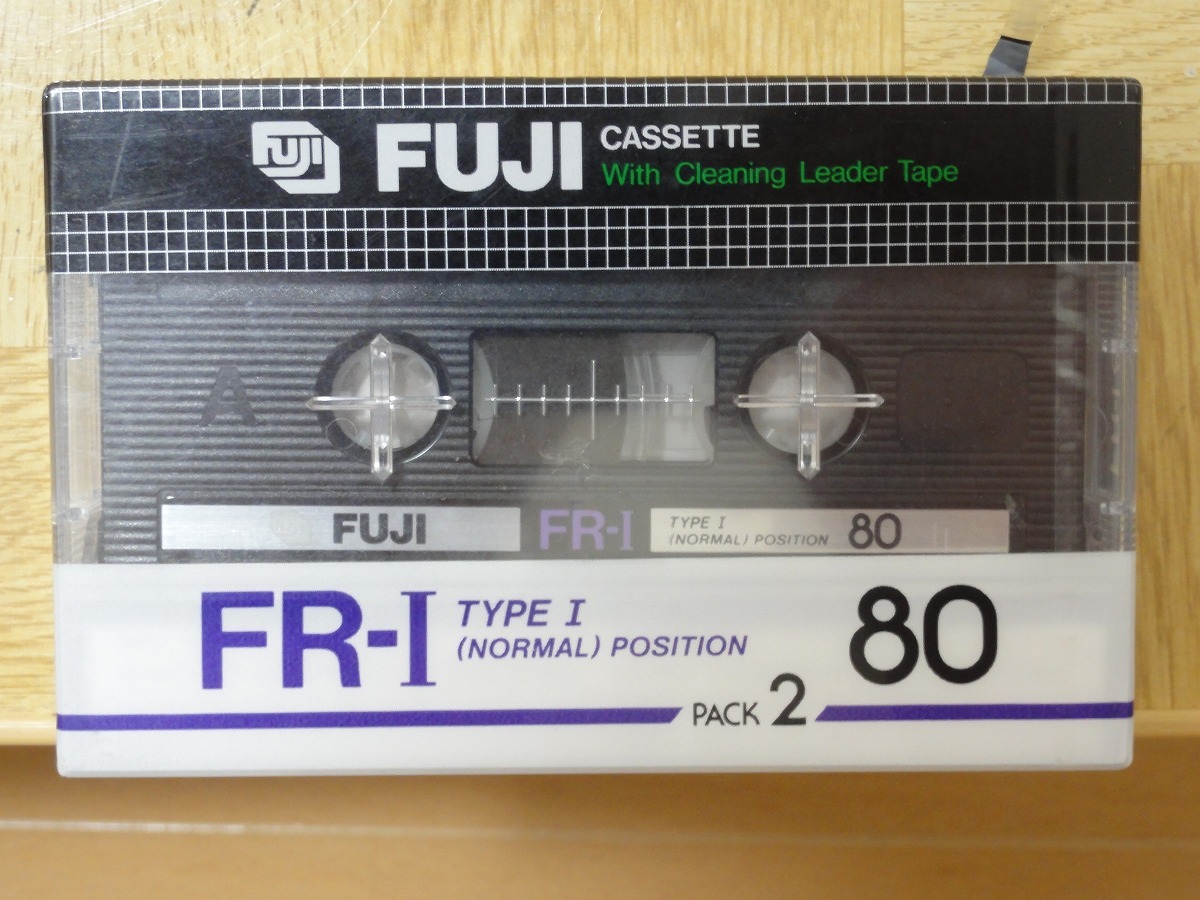 FUJI FUJI CASSETTE
With Cleaning Leader Tape
A
FUJI FR-I TYPE I
(NORMAL) POSITION 80
FR-I TYPE I
(NORMAL) POSITION 80
PACK 2